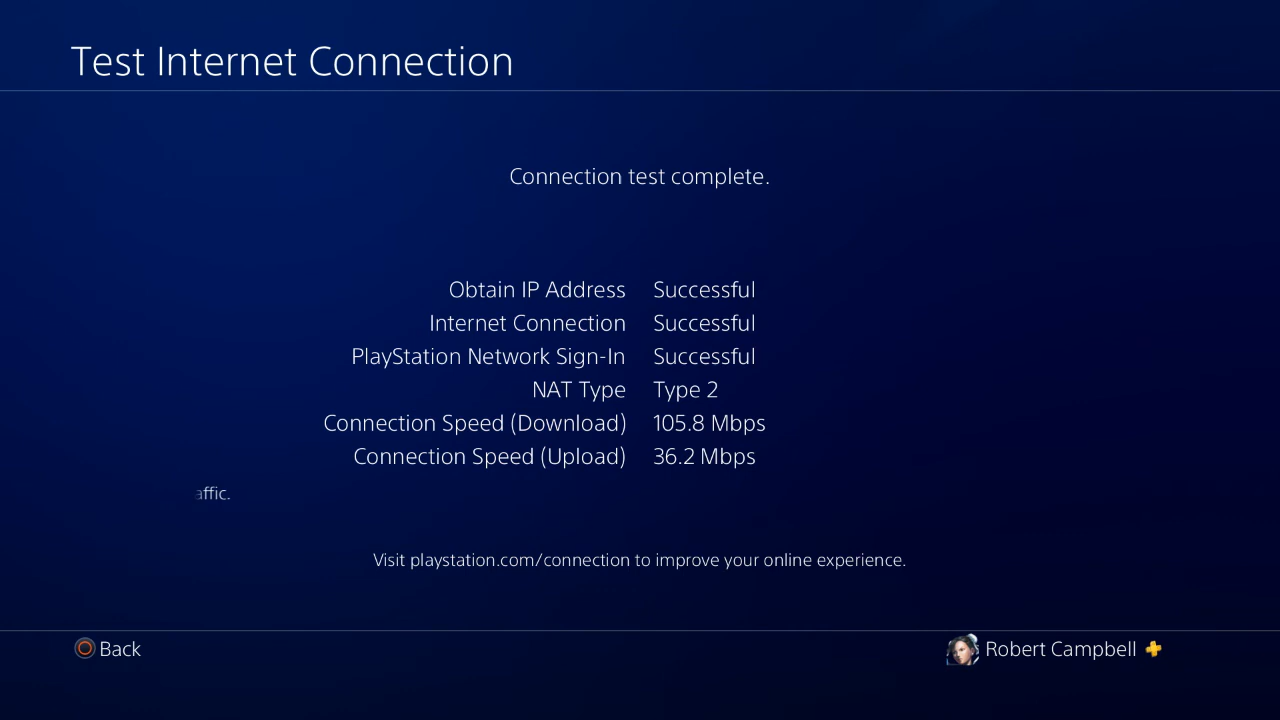 Test Internet Connection
Connection test complete.
Obtain IP Address Successful
Internet Connection Successful
PlayStation Network Sign-In Successful
NAT Type Type 2
Connection Speed (Download) 105.8 Mbps
Connection Speed (Upload) 36.2 Mbps
affic.
Visit playstation.com/connection to improve your online experience.
Back
Robert Campbell